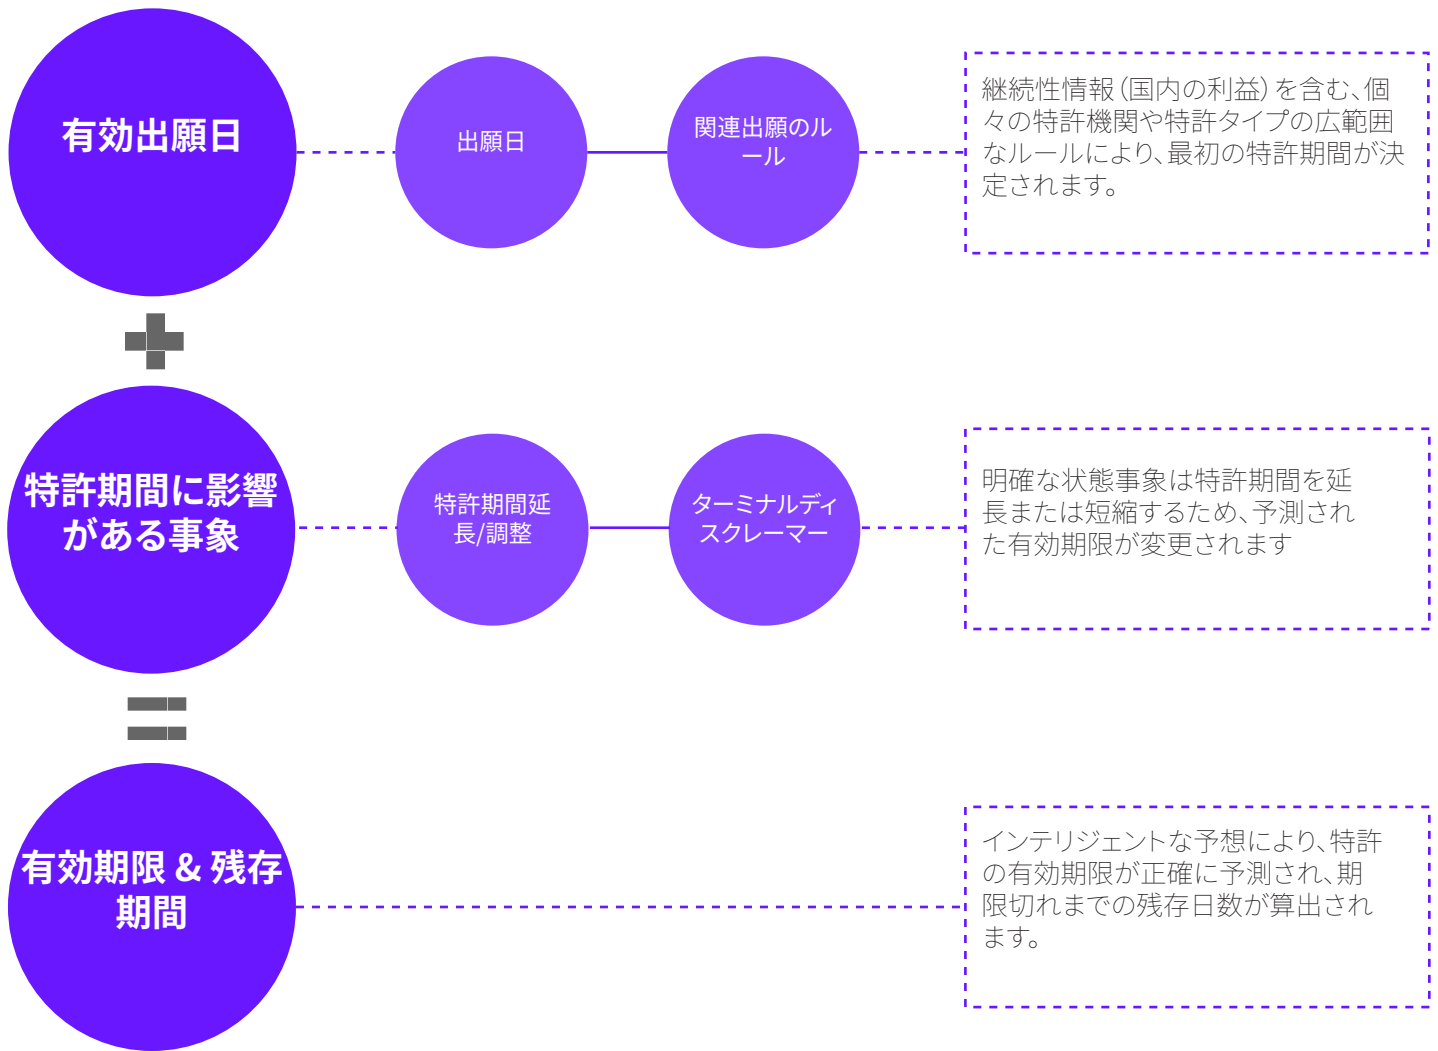 有効出願日
出願日
関連出願のル
ール
継続性情報（国内の利益）を含む、個
々の特許機関や特許タイプの広範囲
なルールにより、最初の特許期間が決
定されます。
特許期間に影響
がある事象
特許期間延
長/調整
ターミナルディ
スクレーマー
明確な状態事象は特許期間を延
長または短縮するため、予測され
た有効期限が変更されます
有効期限 & 残存
期間
インテリジェントな予想により、特許
の有効期限が正確に予測され、期
限切れまでの残存日数が算出され
ます。